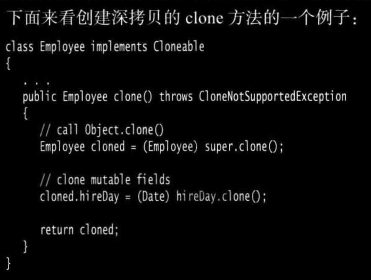 下面来看创建深拷贝的 clone 方法的一个例子：
class Employee implements Cloneable
{
. . .
public Employee clone() throws CloneNotSupportedException
{
// call Object.clone()
Employee cloned = (Employee) super.clone();
// clone mutable fields
cloned.hireDay = (Date) hireDay.clone();
return cloned;
}
}